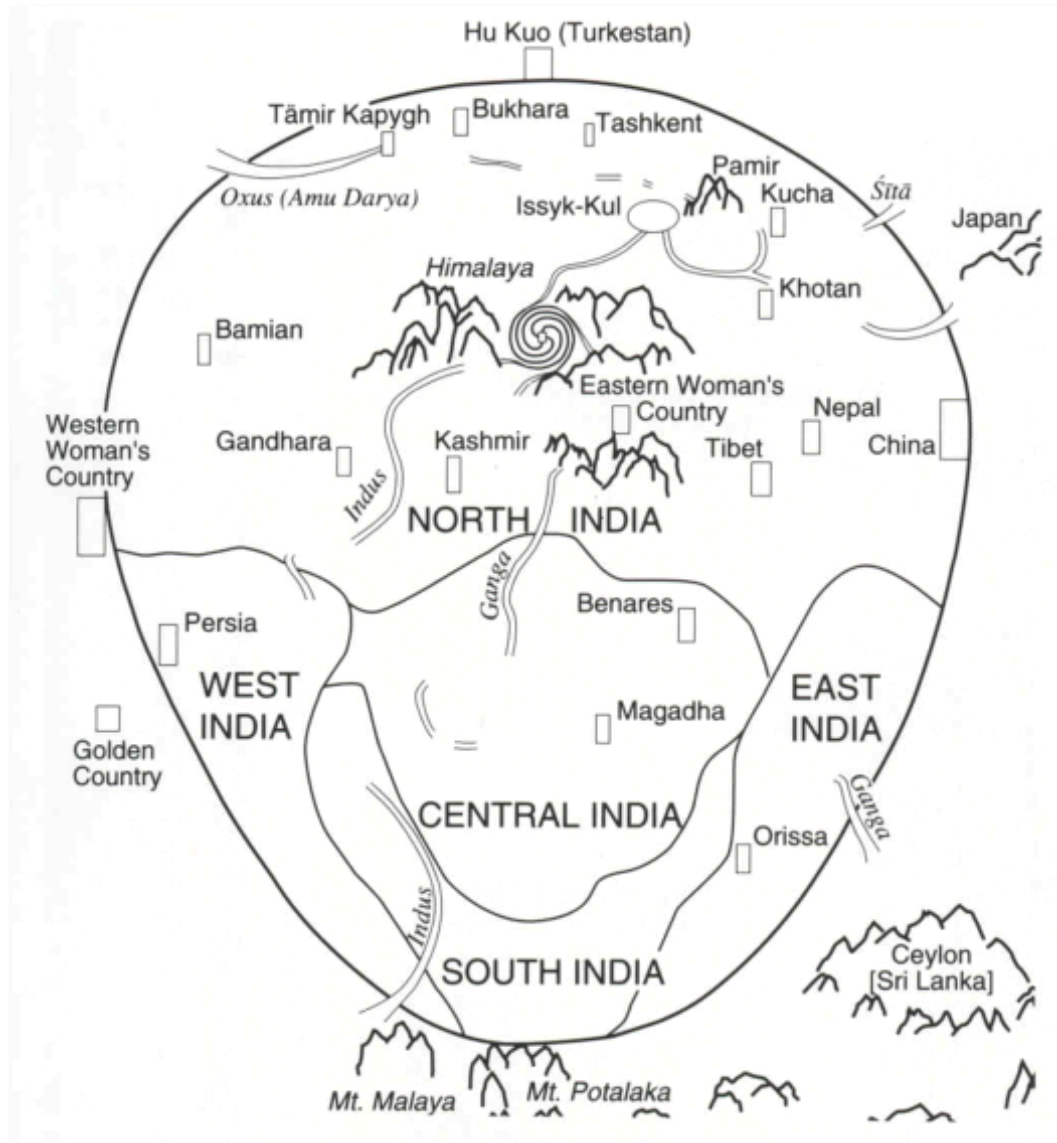 Hu Kuo (Turkestan)
Tämir Kapygh
Bukhara
Tashkent
Pamir
Oxus (Amu Darya)
Issyk-Kul
Kucha
Śītā
Japan
Himalaya
Khotan
Bamian
Eastern Woman's
Country
Nepal
Western
Woman's
Country
Gandhara
Kashmir
Tibet
China
Indus
NORTH INDIA
Ganga
Benares
Persia
WEST
INDIA
EAST
INDIA
Magadha
Golden
Country
CENTRAL INDIA
Ganga
Orissa
Indus
SOUTH INDIA
Ceylon
[Sri Lanka]
Mt. Malaya
Mt. Potalaka